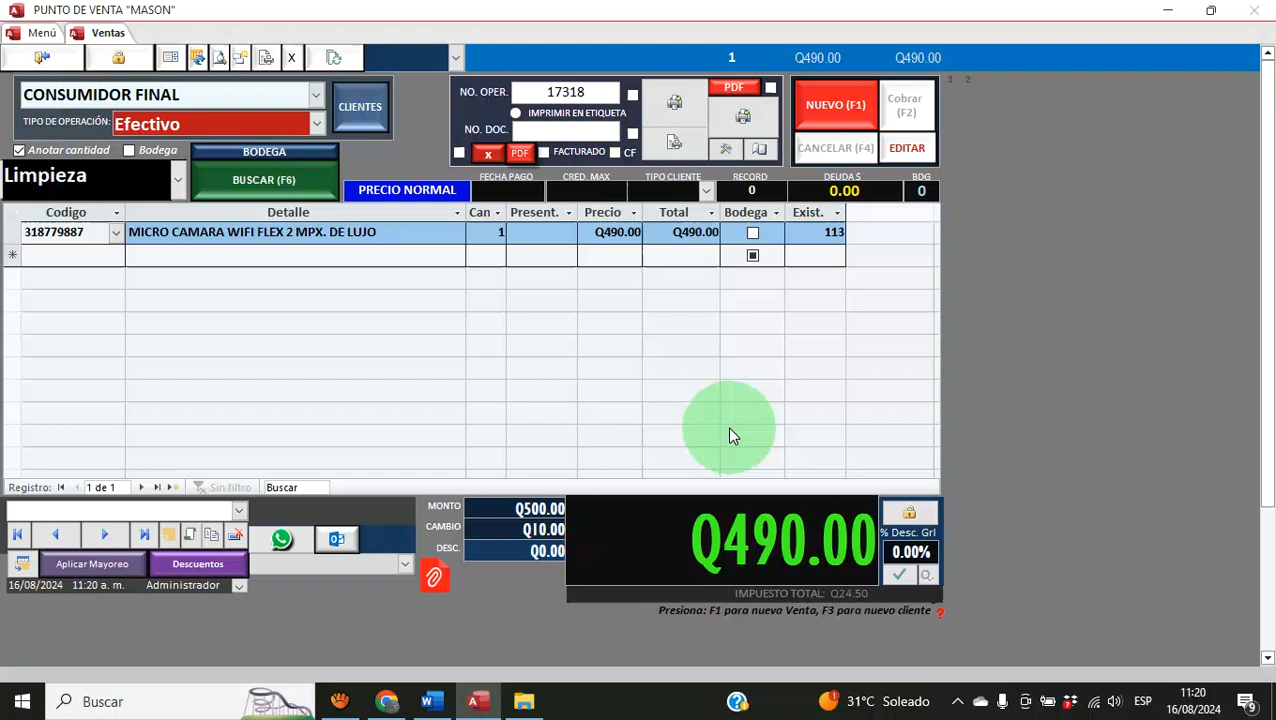 PUNTO DE VENTA "MASON"
Menú
Ventas
X
1
Q490.00
Q490.00
CONSUMIDOR FINAL
TIPO DE OPERACIÓN:
Efectivo
CLIENTES
Anotar cantidad
Bodega
BODEGA
Limpieza
BUSCAR (F6)
NO. OPER.
17318
IMPRIMIR EN ETIQUETA
NO. DOC.
X
PDF
FACTURADO
CF
PDF
NUEVO (F1)
Cobrar (F2)
CANCELAR (F4)
EDITAR
1 2
PRECIO NORMAL
FECHA PAGO
CRED. MAX
TIPO CLIENTE
RECORD
DEUDA $
BDG
0
0.00
0
Codigo
Detalle
Can
Present.
Precio
Total
Bodega
Exist.
318779887
MICRO CAMARA WIFI FLEX 2 MPX. DE LUJO
1
Q490.00
Q490.00
113
Registro:
1 de 1
Sin filtro
Buscar
MONTO
Q500.00
CAMBIO
Q10.00
DESC.
Q0.00
Q490.00
% Desc. Grl
0.00%
Aplicar Mayoreo
Descuentos
16/08/2024
11:20 a. m.
Administrador
IMPUESTO TOTAL: Q24.50
Presiona: F1 para nueva Venta, F3 para nuevo cliente
?
Buscar
31°C Soleado
ESP
11:20
16/08/2024
9